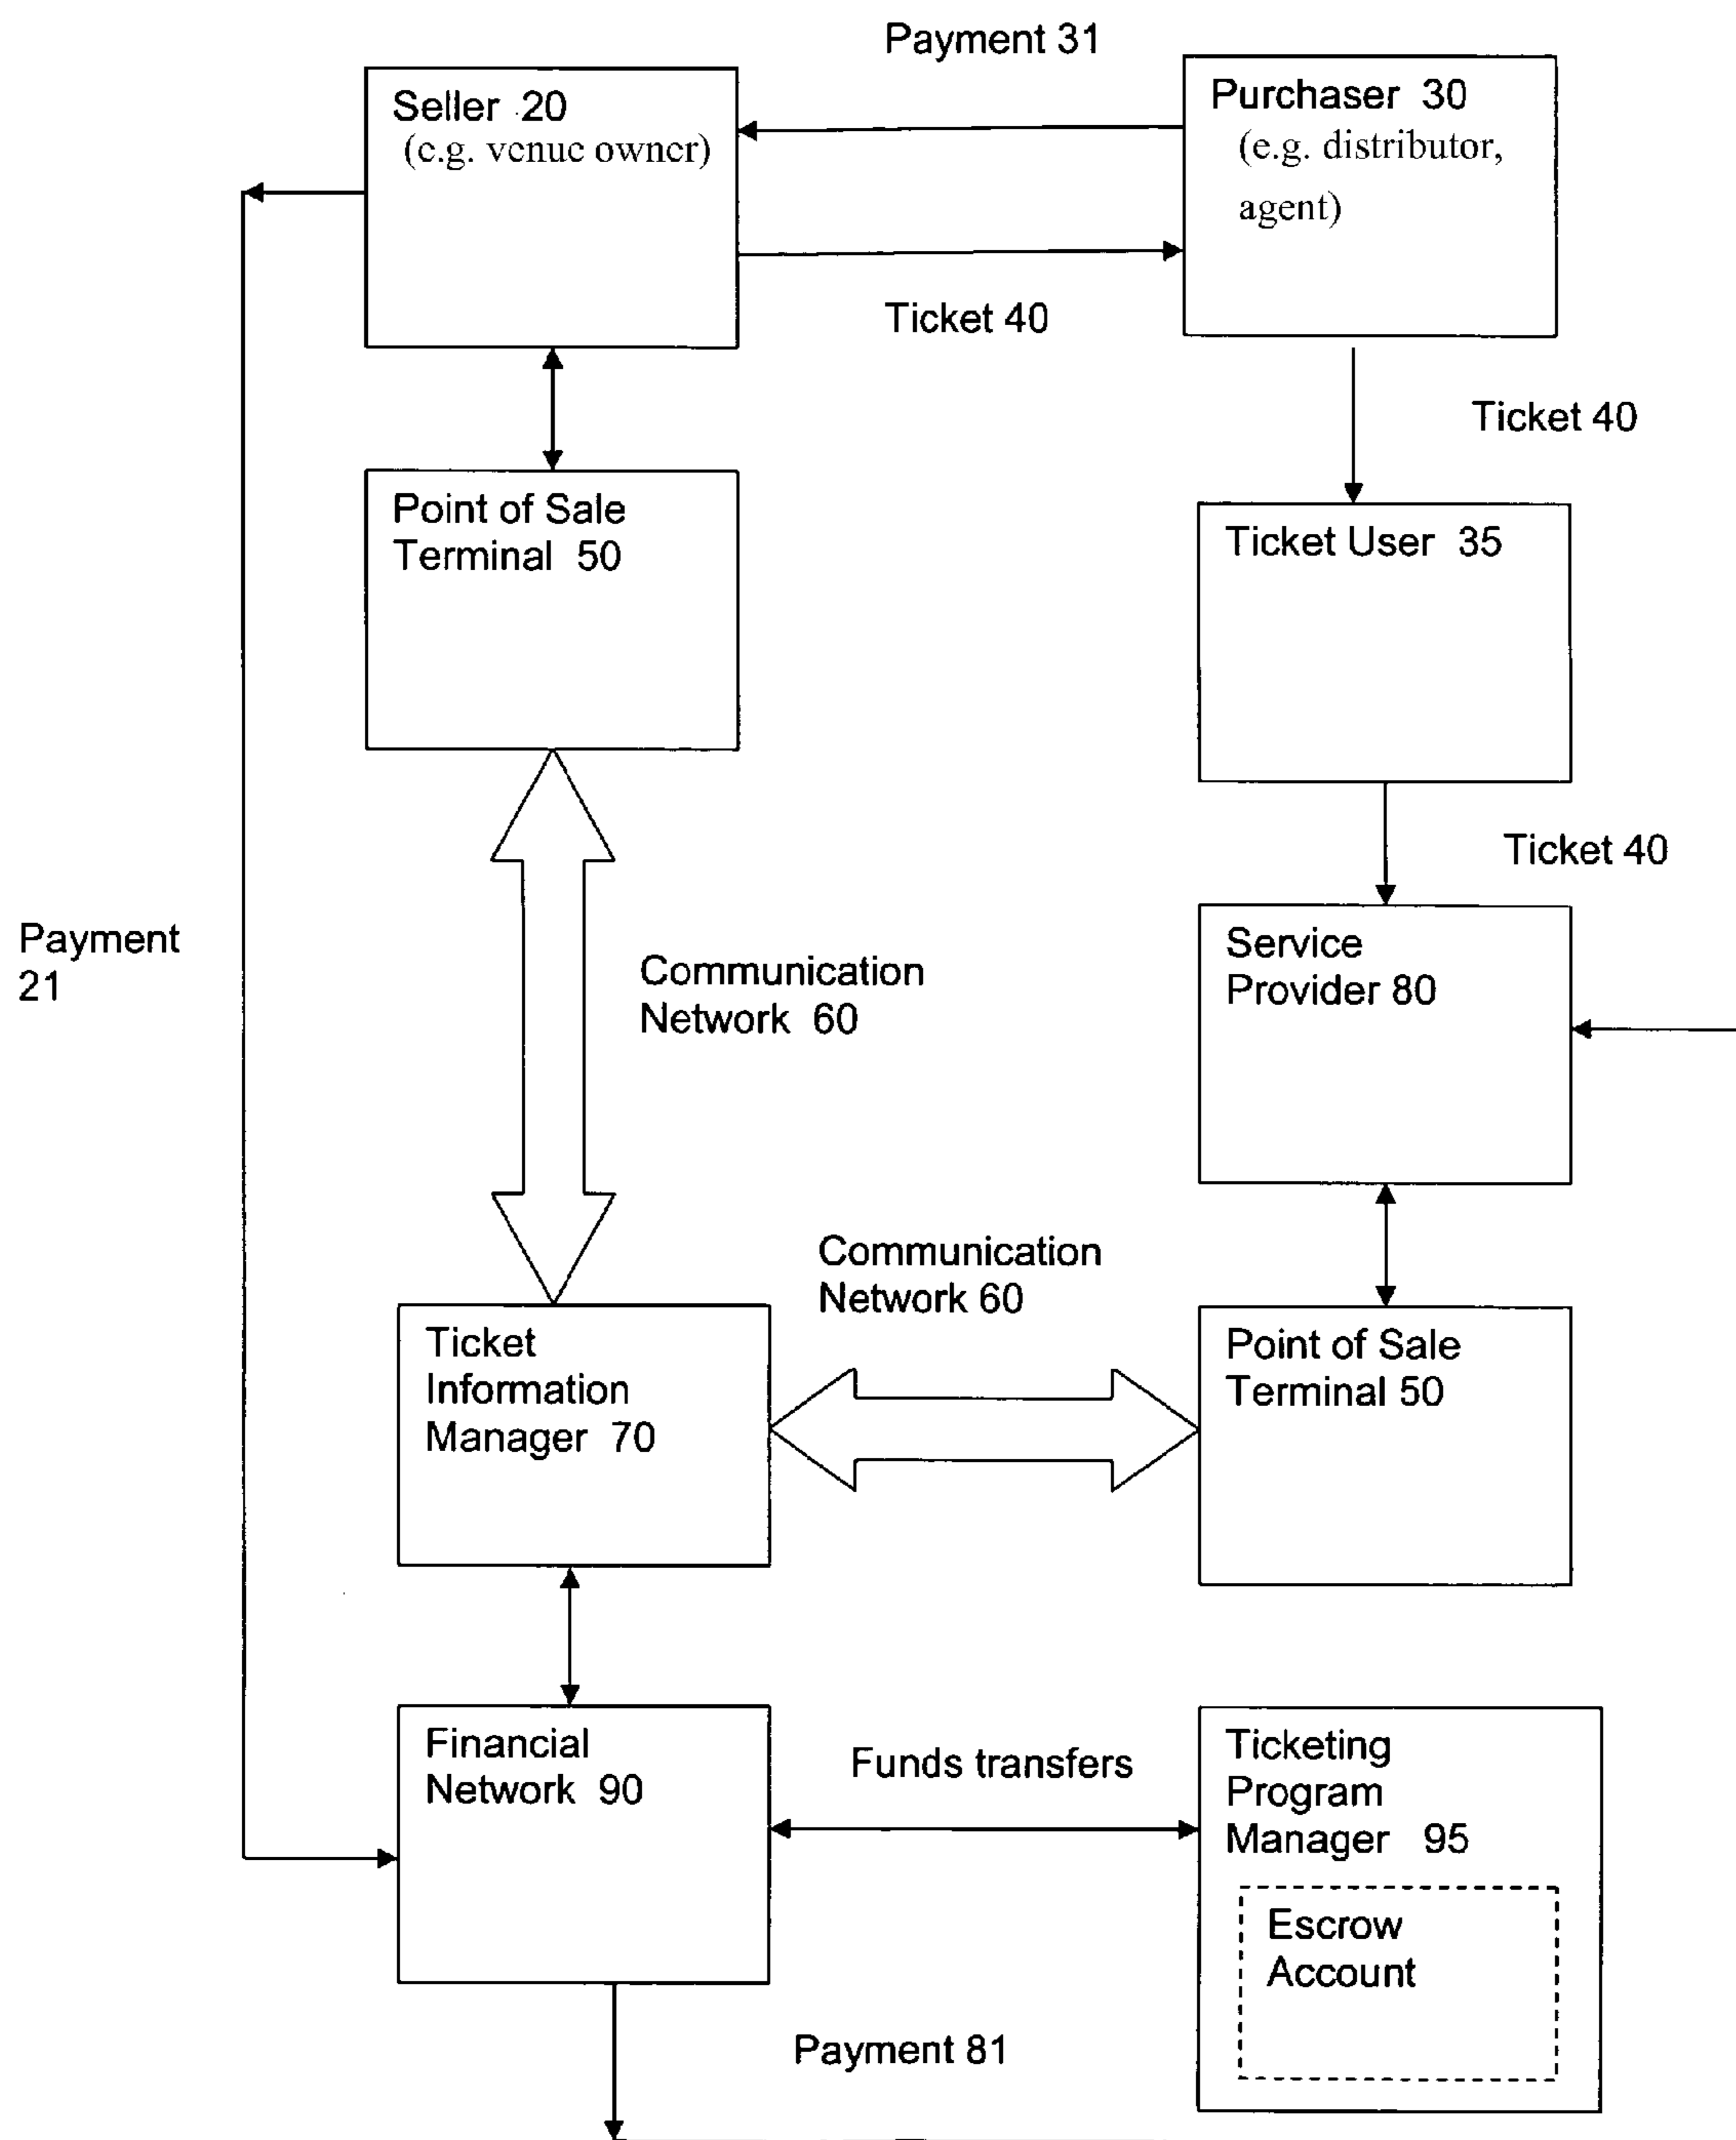 Payment 31
Seller 20
(e.g. venue owner)
Purchaser 30
(e.g. distributor,
agent)
Ticket 40
Ticket 40
Point of Sale
Terminal 50
Ticket User 35
Ticket 40
Payment
21
Communication
Network 60
Service
Provider 80
Communication
Network 60
Ticket
Information
Manager 70
Point of Sale
Terminal 50
Financial
Network 90
Funds transfers
Ticketing
Program
Manager 95
Escrow
Account
Payment 81